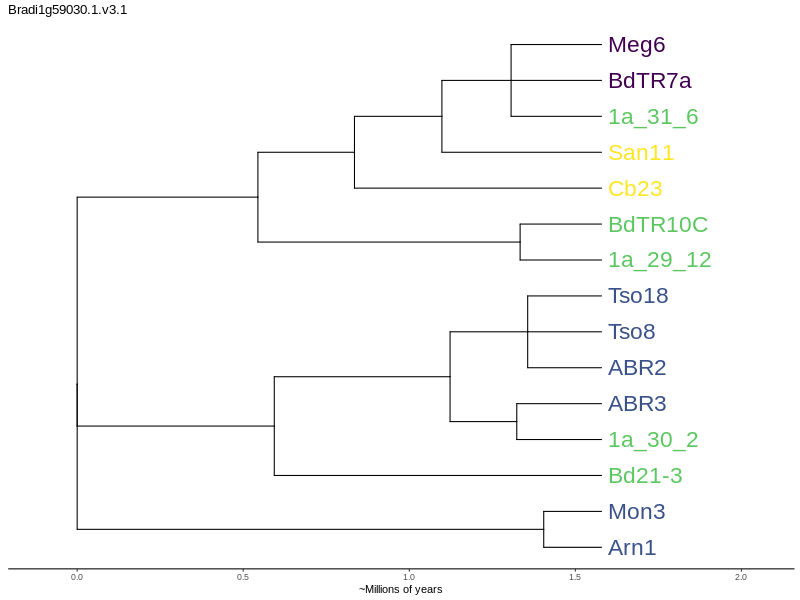 Bradi1g59030.1.v3.1
Meg6
BdTR7a
1a_31_6
San11
Cb23
BdTR10C
1a_29_12
Tso18
Tso8
ABR2
ABR3
1a_30_2
Bd21-3
Mon3
Arn1
0.0 0.5 1.0 1.5 2.0
~Millions of years